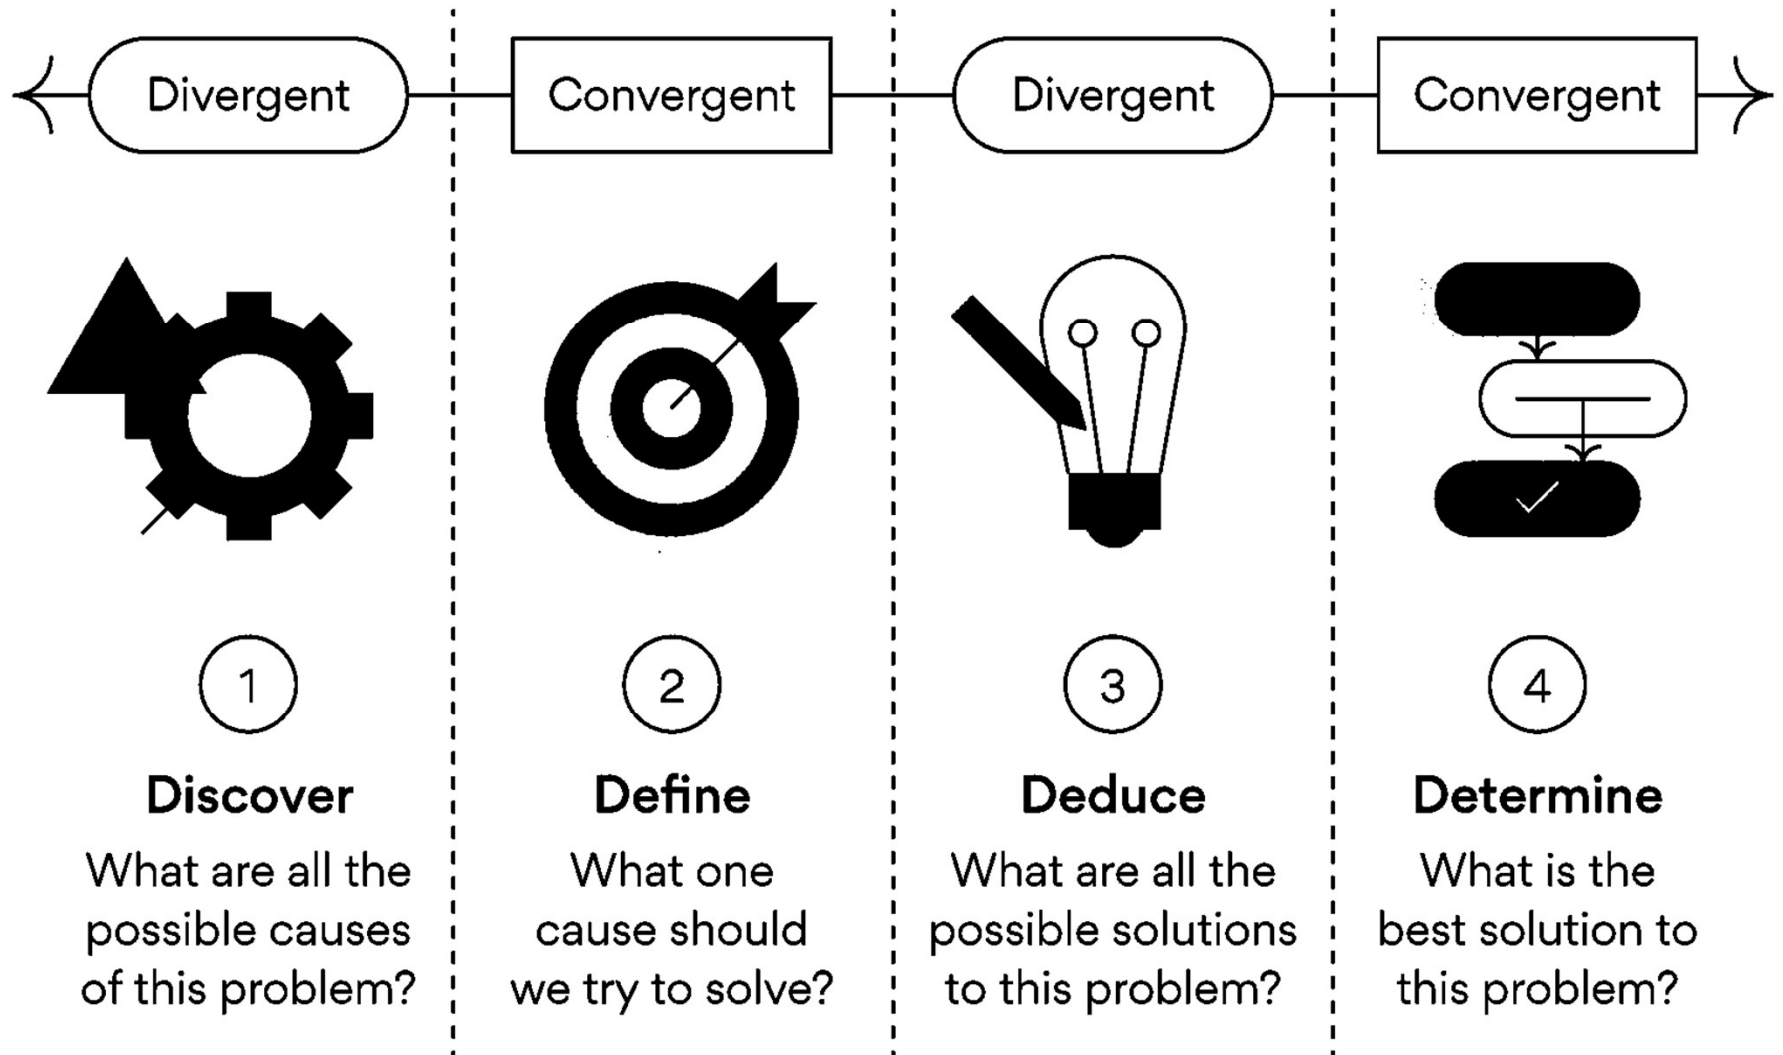 Divergent
Convergent
Divergent
Convergent
1
Discover
What are all the
possible causes
of this problem?
2
Define
What one
cause should
we try to solve?
3
Deduce
What are all the
possible solutions
to this problem?
4
Determine
What is the
best solution to
this problem?